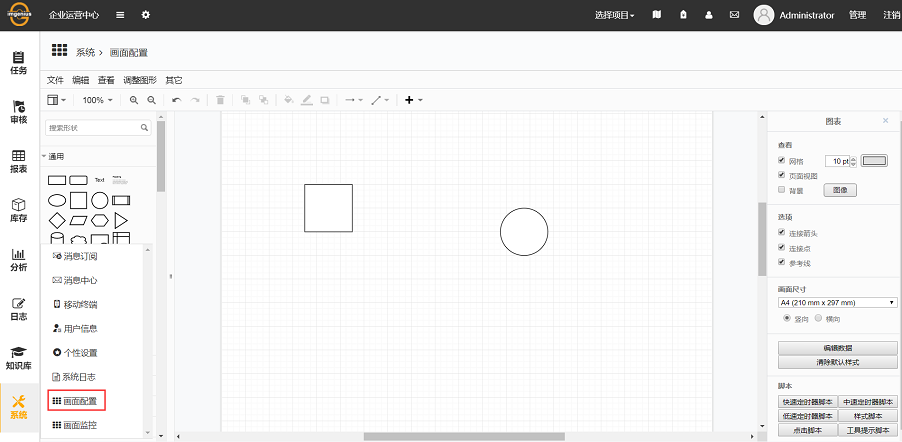 imgenius
企业运营中心
选择项目
Administrator
管理
注销
任务
审核
报表
库存
分析
日志
知识库
系统
系统 > 画面配置
文件 编辑 查看 调整图形 其它
100%
搜索形状
通用
Text
消息订阅
消息中心
移动终端
用户信息
个性设置
系统日志
画面配置
画面监控
图表
查看
网格 10 pt
页面视图
背景 图像
选项
连接箭头
连接点
参考线
画面尺寸
A4 (210 mm x 297 mm)
竖向 横向
编辑数据
清除默认样式
脚本
快速定时器脚本 中速定时器脚本
低速定时器脚本 样式脚本
点击脚本 工具提示脚本